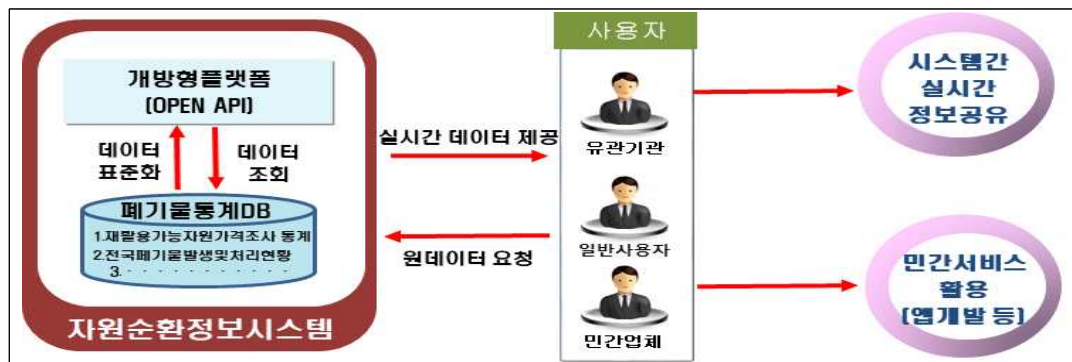 개방형플랫폼
(OPEN API)
데이터
표준화
데이터
조회
폐기물통계DB
1.재활용가능자원가격조사 통계
2.전국폐기물발생및처리현황
3. · · · · · · · · · · · ·
자원순환정보시스템
실시간 데이터 제공
원데이터 요청
사용자
유관기관
일반사용자
민간업체
시스템간
실시간
정보공유
민간서비스
활용
(앱개발 등)